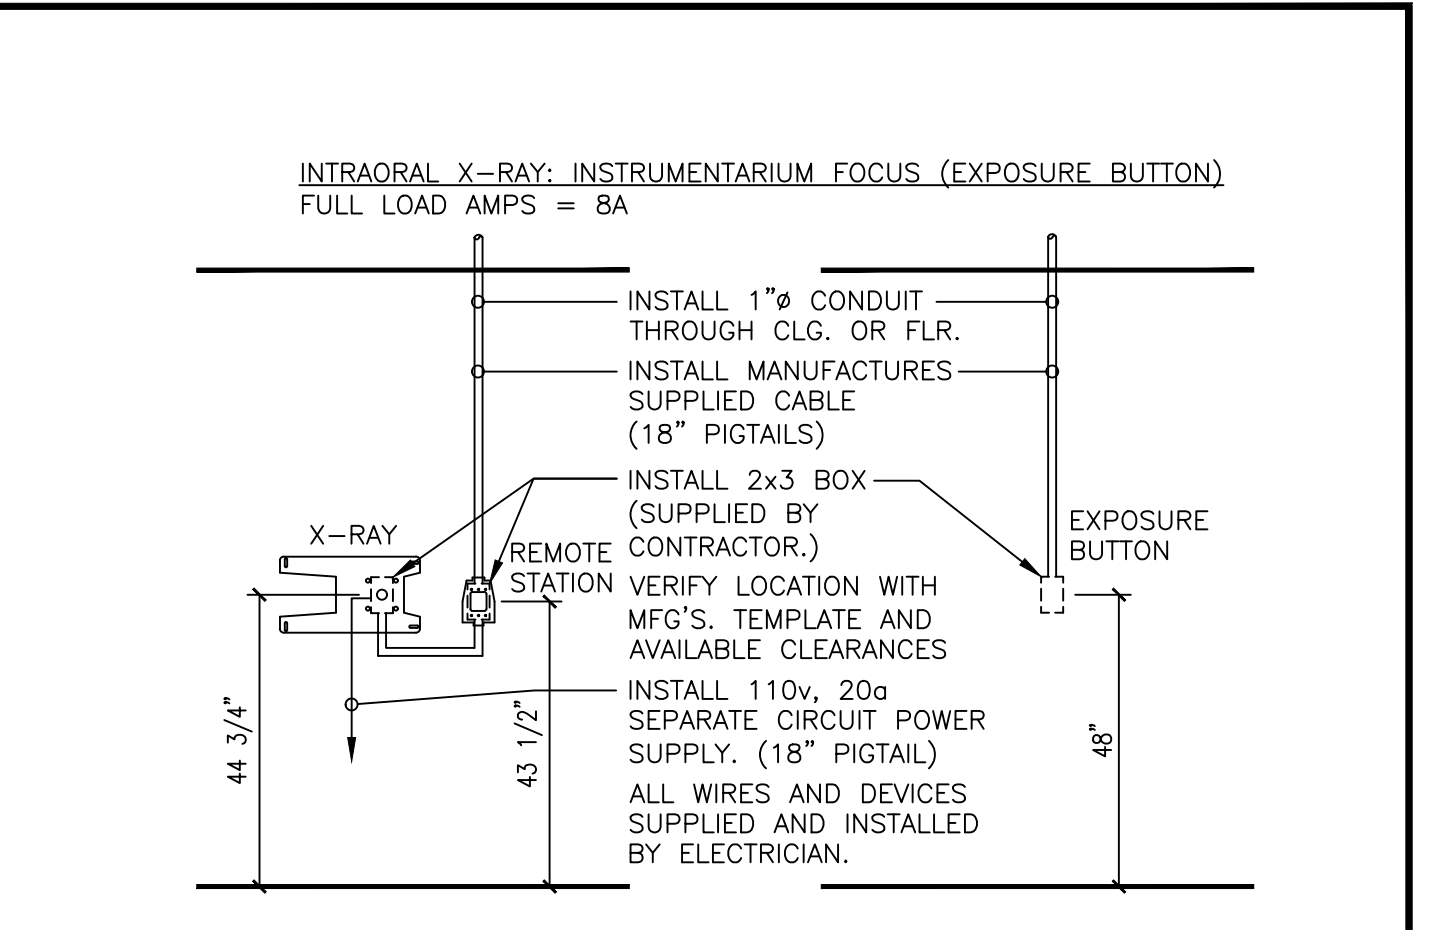 INTRAORAL X-RAY: INSTRUMENTARIUM FOCUS (EXPOSURE BUTTON)
FULL LOAD AMPS = 8A
INSTALL 1"ø CONDUIT
THROUGH CLG. OR FLR.
INSTALL MANUFACTURES
SUPPLIED CABLE
(18" PIGTAILS)
INSTALL 2x3 BOX
(SUPPLIED BY
CONTRACTOR.)
X-RAY
REMOTE
STATION
EXPOSURE
BUTTON
VERIFY LOCATION WITH
MFG'S. TEMPLATE AND
AVAILABLE CLEARANCES
INSTALL 110v, 20a
SEPARATE CIRCUIT POWER
SUPPLY. (18" PIGTAIL)
ALL WIRES AND DEVICES
SUPPLIED AND INSTALLED
BY ELECTRICIAN.
44 3/4"
43 1/2"
48"